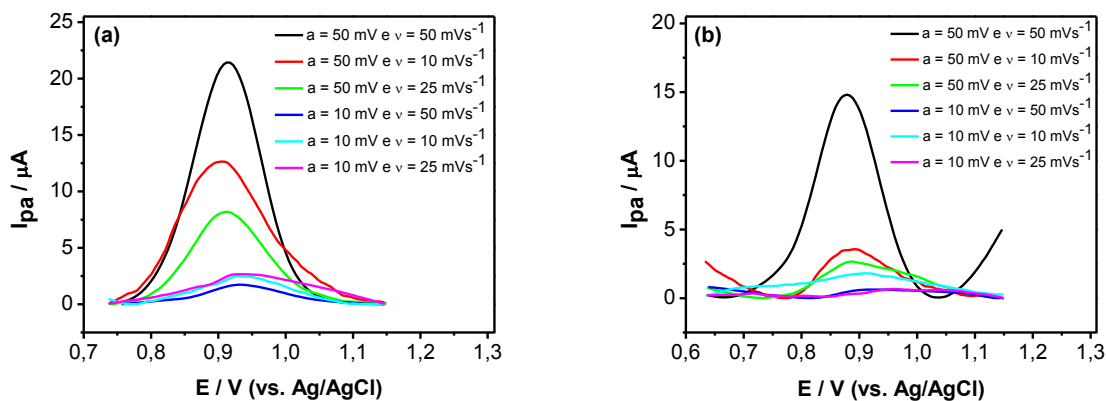 (a)
a = 50 mV e ν = 50 mVs⁻¹
a = 50 mV e ν = 10 mVs⁻¹
a = 50 mV e ν = 25 mVs⁻¹
a = 10 mV e ν = 50 mVs⁻¹
a = 10 mV e ν = 10 mVs⁻¹
a = 10 mV e ν = 25 mVs⁻¹
25
20
15
10
5
0
Ipa / μA
0,7 0,8 0,9 1,0 1,1 1,2 1,3
E / V (vs. Ag/AgCl)
(b)
a = 50 mV e ν = 50 mVs⁻¹
a = 50 mV e ν = 10 mVs⁻¹
a = 50 mV e ν = 25 mVs⁻¹
a = 10 mV e ν = 50 mVs⁻¹
a = 10 mV e ν = 10 mVs⁻¹
a = 10 mV e ν = 25 mVs⁻¹
20
15
10
5
0
Ipa / μA
0,6 0,7 0,8 0,9 1,0 1,1 1,2 1,3
E / V (vs. Ag/AgCl)